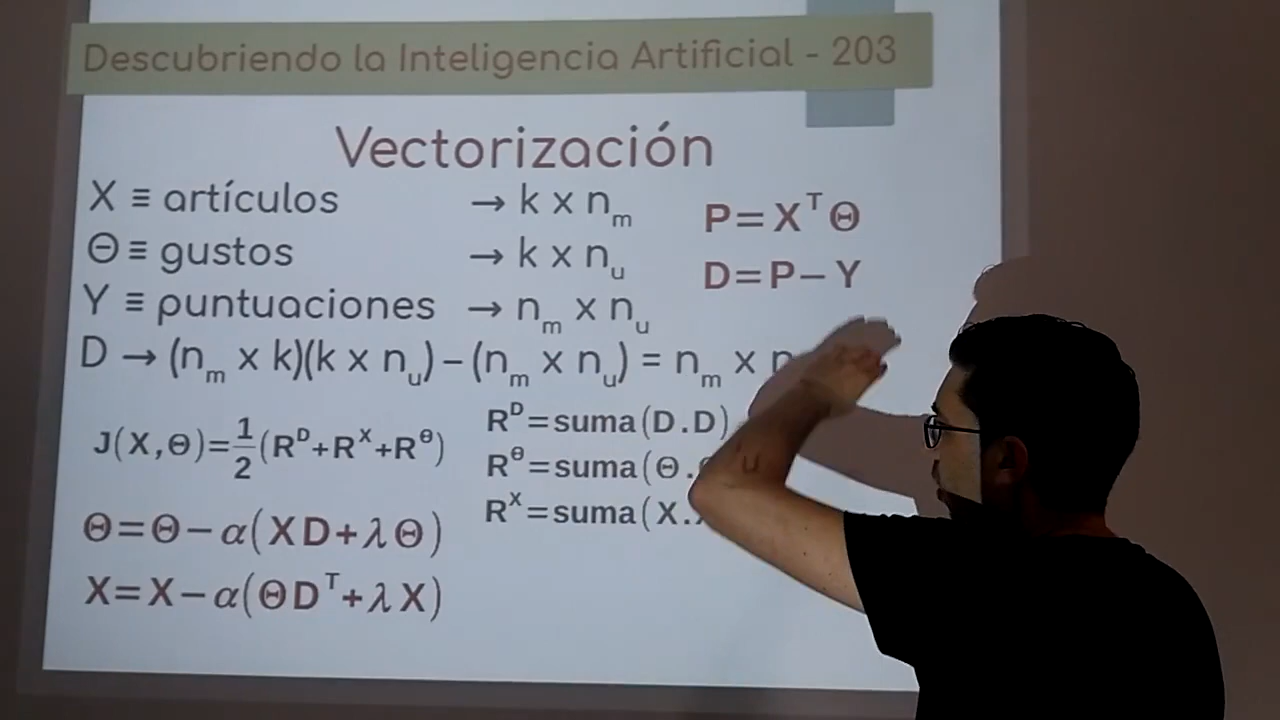 Descubriendo la Inteligencia Artificial - 203
Vectorización
X ≡ artículos → k x nₘ
Θ ≡ gustos → k x nᵤ
Y ≡ puntuaciones → nₘ x nᵤ
P=XᵀΘ
D=P−Y
D → (nₘ x k)(k x nᵤ) − (nₘ x nᵤ) = nₘ x n
J(X,Θ)=1/2(Rᴰ+Rˣ+Rᶿ)
Rᴰ=suma(D.D)
Rᶿ=suma(Θ.
Rˣ=suma(X.
Θ=Θ−α(XD+λΘ)
X=X−α(ΘDᵀ+λX)